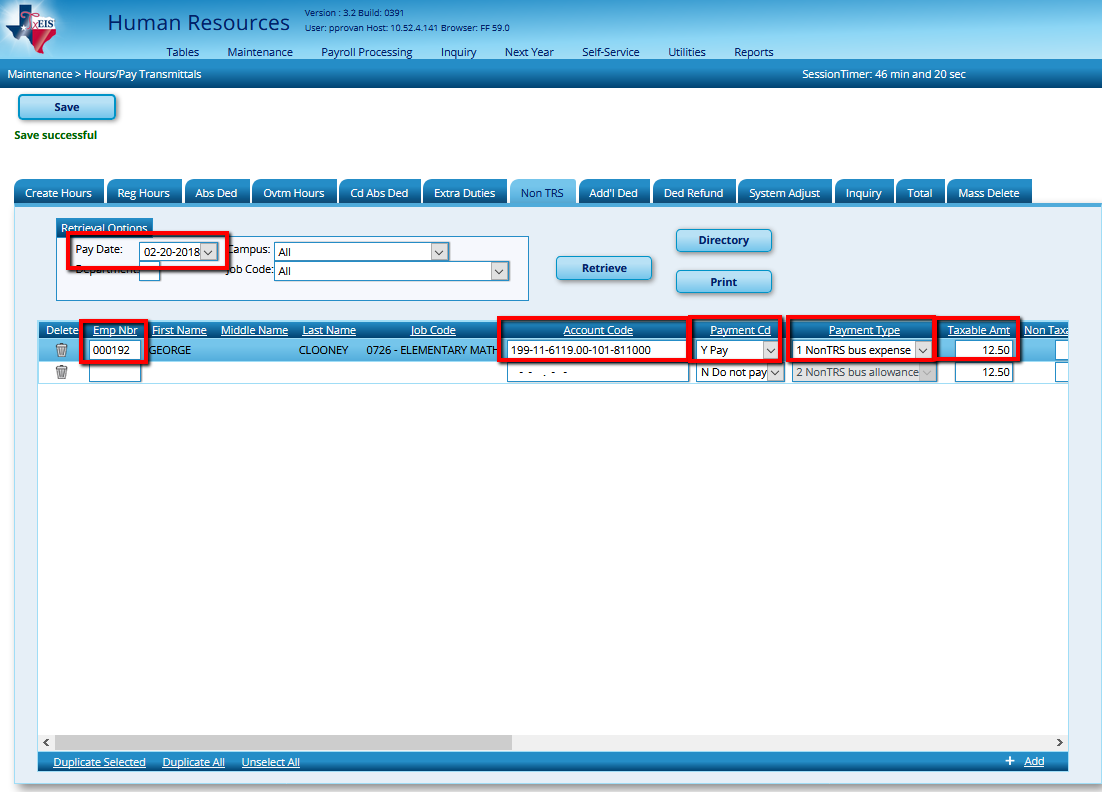 TxEIS
Human Resources
Version : 3.2 Build: 0391
User: pprovan Host: 10.52.4.141 Browser: FF 59.0
Tables Maintenance Payroll Processing Inquiry Next Year Self-Service Utilities Reports
Maintenance > Hours/Pay Transmittals SessionTimer: 46 min and 20 sec
Save
Save successful
Create Hours Reg Hours Abs Ded Ovtm Hours Cd Abs Ded Extra Duties Non TRS Add'l Ded Ded Refund System Adjust Inquiry Total Mass Delete
Retrieval Options
Pay Date: 02-20-2018 Campus: All
Department: Job Code: All
Retrieve
Directory
Print
Delete Emp Nbr First Name Middle Name Last Name Job Code Account Code Payment Cd Payment Type Taxable Amt Non Taxa
000192 GEORGE CLOONEY 0726 - ELEMENTARY MATH 199-11-6119.00-101-811000 Y Pay 1 NonTRS bus expense 12.50
- - . - - N Do not pay 2 NonTRS bus allowance 12.50
Duplicate Selected Duplicate All Unselect All + Add